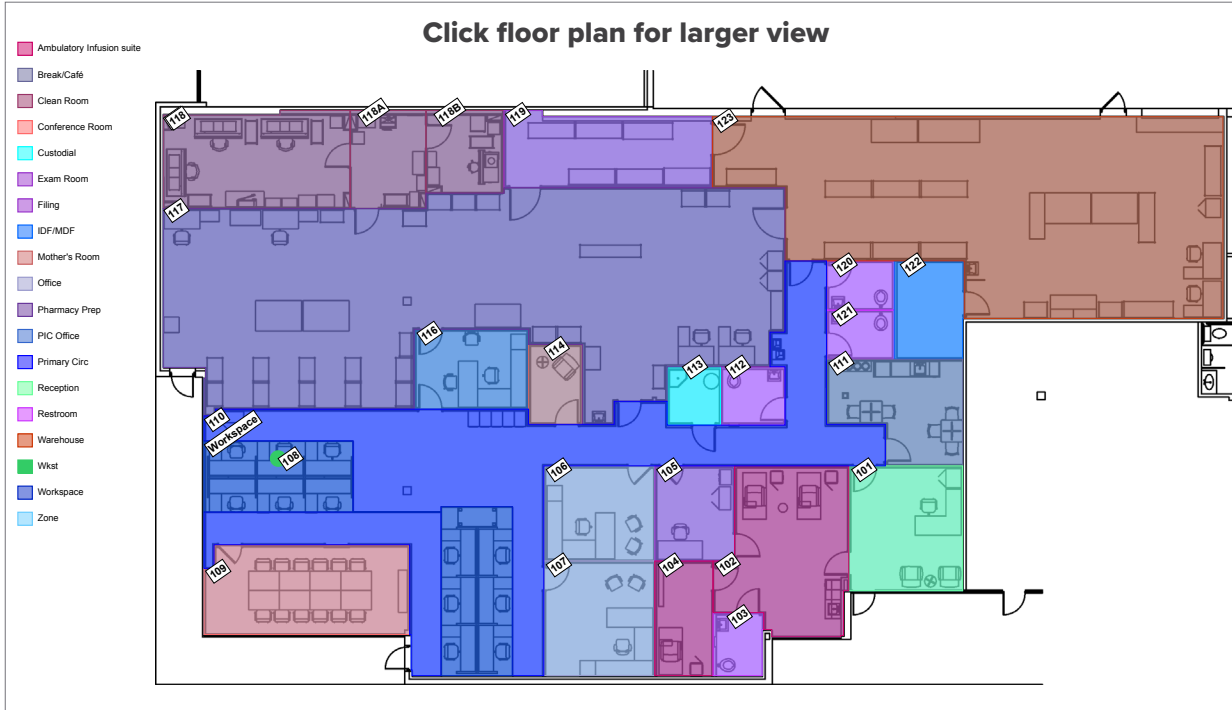 Click floor plan for larger view
Ambulatory Infusion suite
Break/Café
Clean Room
Conference Room
Custodial
Exam Room
Filing
IDF/MDF
Mother's Room
Office
Pharmacy Prep
PIC Office
Primary Circ
Reception
Restroom
Warehouse
Wkst
Workspace
Zone
118
118A
118B
119
123
117
120
122
121
116
114
113
112
111
110
Workspace
108
106
105
101
109
107
104
102
103